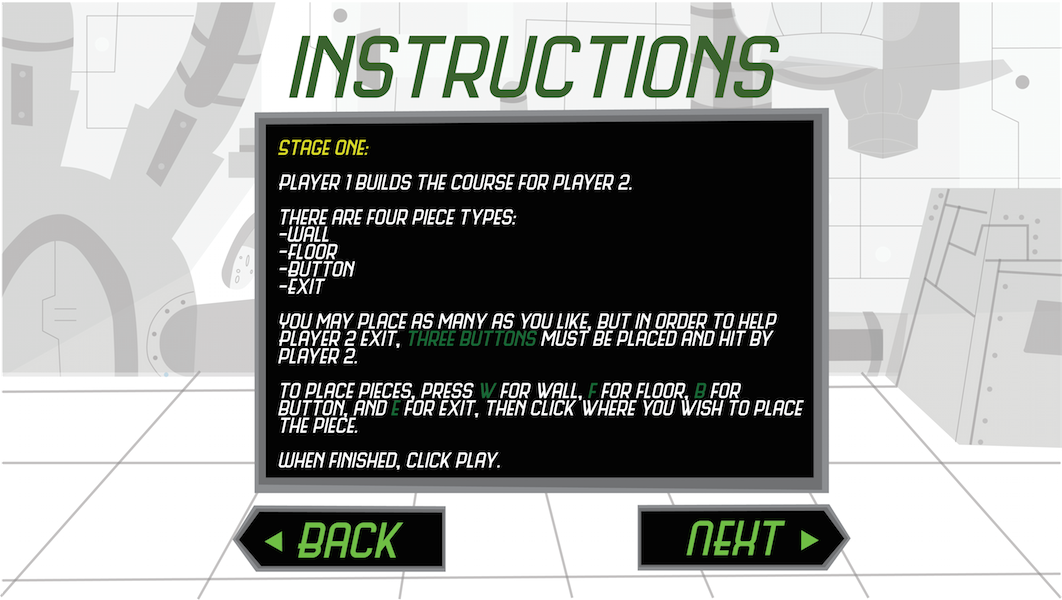 INSTRUCTIONS
STAGE ONE:
PLAYER 1 BUILDS THE COURSE FOR PLAYER 2.
THERE ARE FOUR PIECE TYPES:
-WALL
-FLOOR
-BUTTON
-EXIT
YOU MAY PLACE AS MANY AS YOU LIKE, BUT IN ORDER TO HELP
PLAYER 2 EXIT, THREE BUTTONS MUST BE PLACED AND HIT BY
PLAYER 2.
TO PLACE PIECES, PRESS W FOR WALL, F FOR FLOOR, B FOR
BUTTON, AND E FOR EXIT, THEN CLICK WHERE YOU WISH TO PLACE
THE PIECE.
WHEN FINISHED, CLICK PLAY.
BACK
NEXT